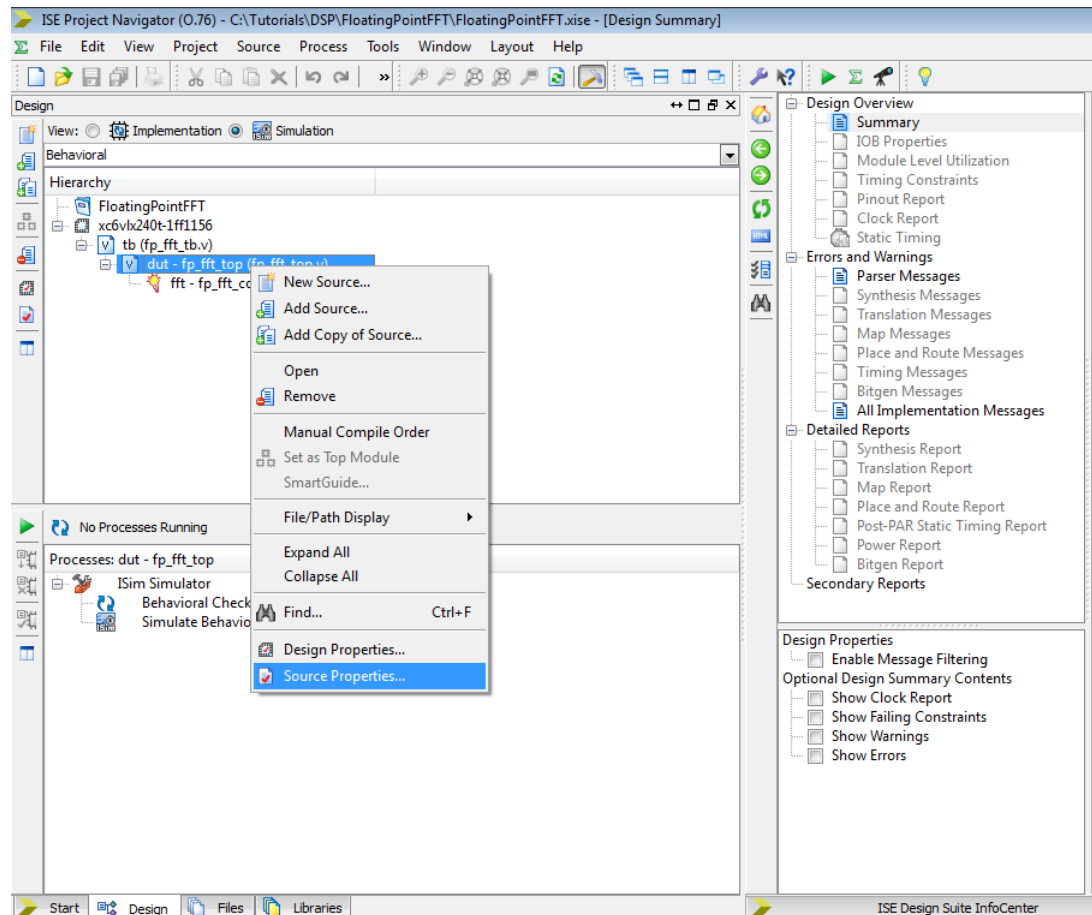 ISE Project Navigator (O.76) - C:\Tutorials\DSP\FloatingPointFFT\FloatingPointFFT.xise - [Design Summary]
File Edit View Project Source Process Tools Window Layout Help
Design
View: Implementation Simulation
Behavioral
Hierarchy
FloatingPointFFT
xc6vlx240t-1ff1156
tb (fp_fft_tb.v)
dut - fp_fft_top (fp_fft_top.v)
fft - fp_fft_co
New Source...
Add Source...
Add Copy of Source...
Open
Remove
Manual Compile Order
Set as Top Module
SmartGuide...
File/Path Display
Expand All
Collapse All
Find... Ctrl+F
Design Properties...
Source Properties...
No Processes Running
Processes: dut - fp_fft_top
ISim Simulator
Behavioral Check
Simulate Behavio
Start Design Files Libraries
Design Overview
Summary
IOB Properties
Module Level Utilization
Timing Constraints
Pinout Report
Clock Report
Static Timing
Errors and Warnings
Parser Messages
Synthesis Messages
Translation Messages
Map Messages
Place and Route Messages
Timing Messages
Bitgen Messages
All Implementation Messages
Detailed Reports
Synthesis Report
Translation Report
Map Report
Place and Route Report
Post-PAR Static Timing Report
Power Report
Bitgen Report
Secondary Reports
Design Properties
Enable Message Filtering
Optional Design Summary Contents
Show Clock Report
Show Failing Constraints
Show Warnings
Show Errors
ISE Design Suite InfoCenter